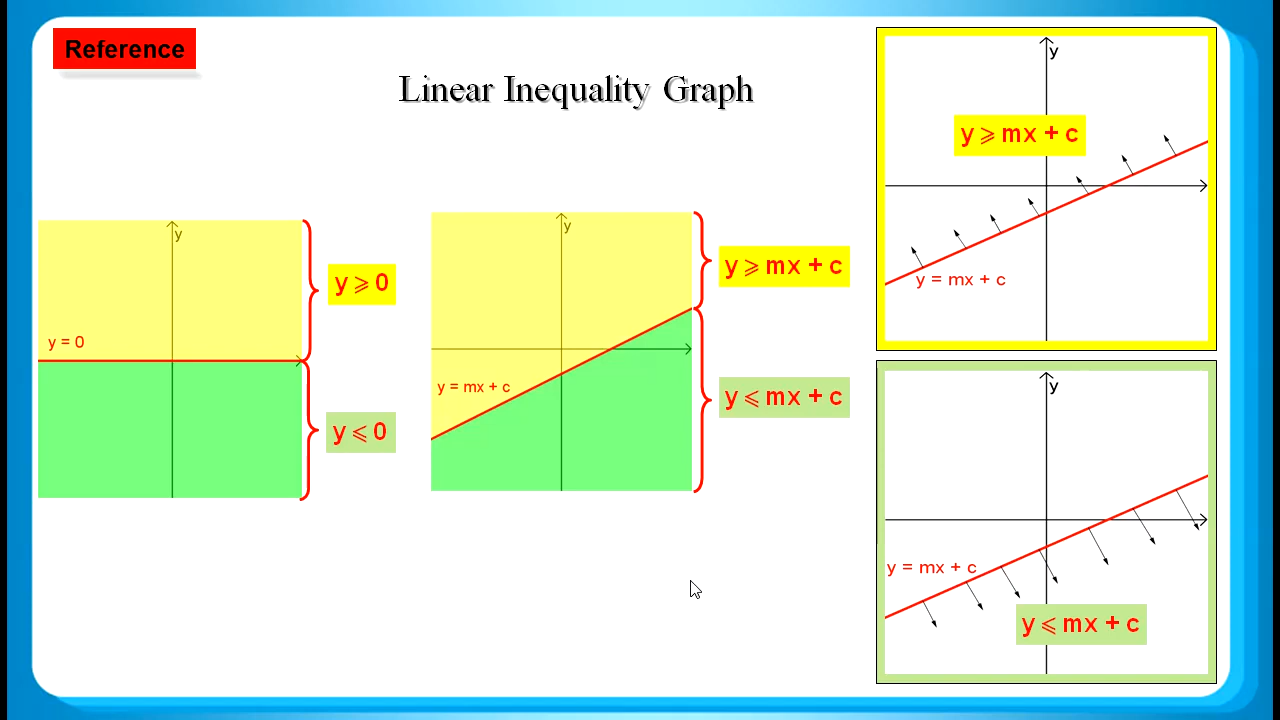 Reference
Linear Inequality Graph
y
y ⩾ 0
y = 0
y ⩽ 0
y
y ⩾ mx + c
y = mx + c
y ⩽ mx + c
y
y ⩾ mx + c
y = mx + c
y
y = mx + c
y ⩽ mx + c